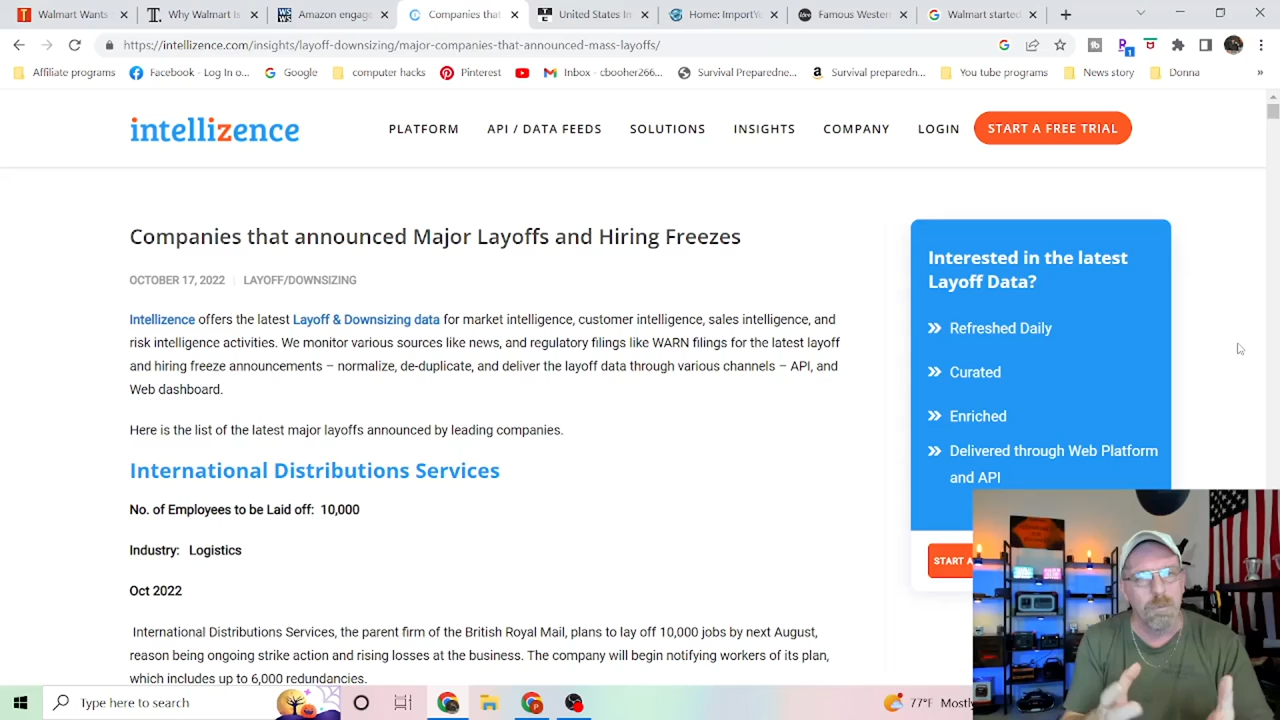 Walmart Wants
Why Walmart is
Amazon engage
Companies that
United States Im
Home: ImportYe
Famous Western
Walmart started
https://intellizence.com/insights/layoff-downsizing/major-companies-that-announced-mass-layoffs/
Affiliate programs
Facebook - Log In o...
Google
computer hacks
Pinterest
Inbox - cbooher266...
Survival Preparedne...
Survival preparedn...
You tube programs
News story
Donna
intellizence
PLATFORM
API / DATA FEEDS
SOLUTIONS
INSIGHTS
COMPANY
LOGIN
START A FREE TRIAL
Companies that announced Major Layoffs and Hiring Freezes
OCTOBER 17, 2022
LAYOFF/DOWNSIZING
Intellizence offers the latest Layoff & Downsizing data for market intelligence, customer intelligence, sales intelligence, and
risk intelligence activities. We monitor various sources like news, and regulatory filings like WARN filings for the latest layoff
and hiring freeze announcements – normalize, de-duplicate, and deliver the layoff data through various channels – API, and
Web dashboard.
Here is the list of the latest major layoffs announced by leading companies.
International Distributions Services
No. of Employees to be Laid off: 10,000
Industry: Logistics
Oct 2022
International Distributions Services, the parent firm of the British Royal Mail, plans to lay off 10,000 jobs by next August,
reason being ongoing strike action and rising losses at the business. The company will begin notifying workers of its plan,
which includes up to 6,000 redundancies.
Interested in the latest
Layoff Data?
Refreshed Daily
Curated
Enriched
Delivered through Web Platform
and API
START A
Type here to search
77°F Mostly